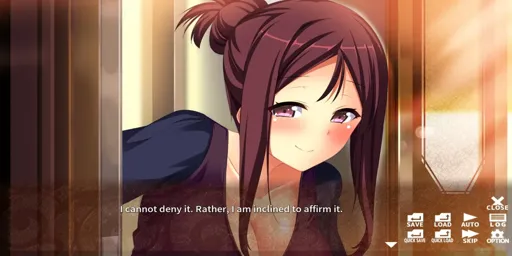 I cannot deny it. Rather, I am inclined to affirm it.
CLOSE
SAVE LOAD AUTO LOG
QUICK SAVE QUICK LOAD SKIP OPTION